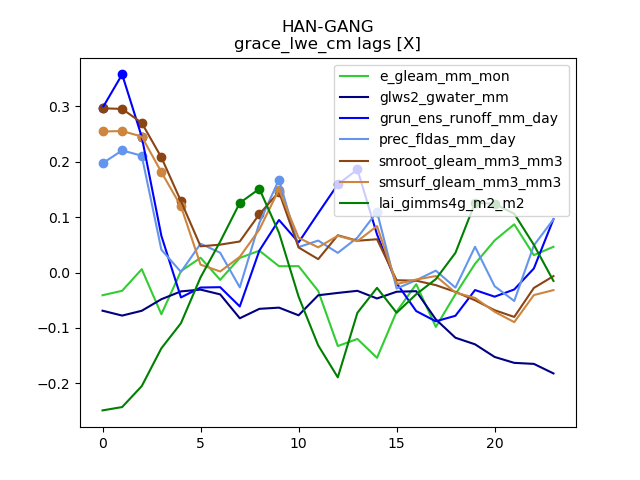 HAN-GANG
grace_lwe_cm lags [X]
e_gleam_mm_mon
glws2_gwater_mm
grun_ens_runoff_mm_day
prec_fldas_mm_day
smroot_gleam_mm3_mm3
smsurf_gleam_mm3_mm3
lai_gimms4g_m2_m2
0.3
0.2
0.1
0.0
−0.1
−0.2
0 5 10 15 20